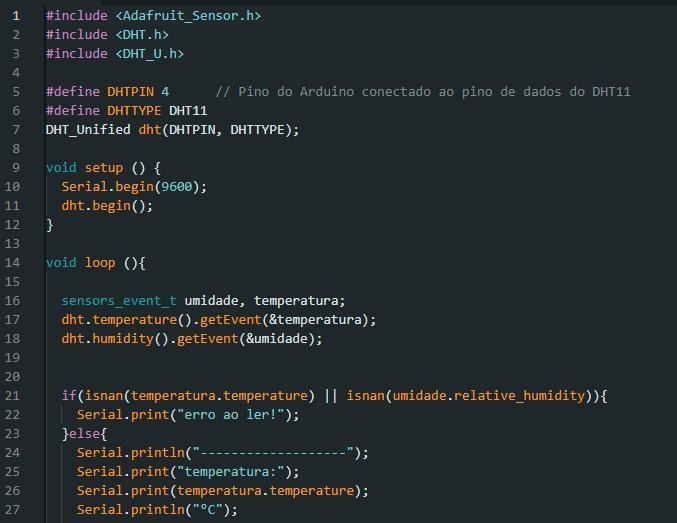 1 #include <Adafruit_Sensor.h>
2 #include <DHT.h>
3 #include <DHT_U.h>
4
5 #define DHTPIN 4      // Pino do Arduino conectado ao pino de dados do DHT11
6 #define DHTTYPE DHT11
7 DHT_Unified dht(DHTPIN, DHTTYPE);
8
9 void setup () {
10   Serial.begin(9600);
11   dht.begin();
12 }
13
14 void loop (){
15
16   sensors_event_t umidade, temperatura;
17   dht.temperature().getEvent(&temperatura);
18   dht.humidity().getEvent(&umidade);
19
20
21   if(isnan(temperatura.temperature) || isnan(umidade.relative_humidity)){
22     Serial.print("erro ao ler!");
23   }else{
24     Serial.println("-------------------");
25     Serial.print("temperatura:");
26     Serial.print(temperatura.temperature);
27     Serial.println("ºC");